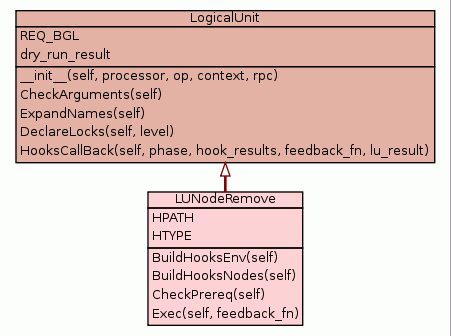 LogicalUnit
REQ_BGL
dry_run_result
__init__(self, processor, op, context, rpc)
CheckArguments(self)
ExpandNames(self)
DeclareLocks(self, level)
HooksCallBack(self, phase, hook_results, feedback_fn, lu_result)
LUNodeRemove
HPATH
HTYPE
BuildHooksEnv(self)
BuildHooksNodes(self)
CheckPrereq(self)
Exec(self, feedback_fn)